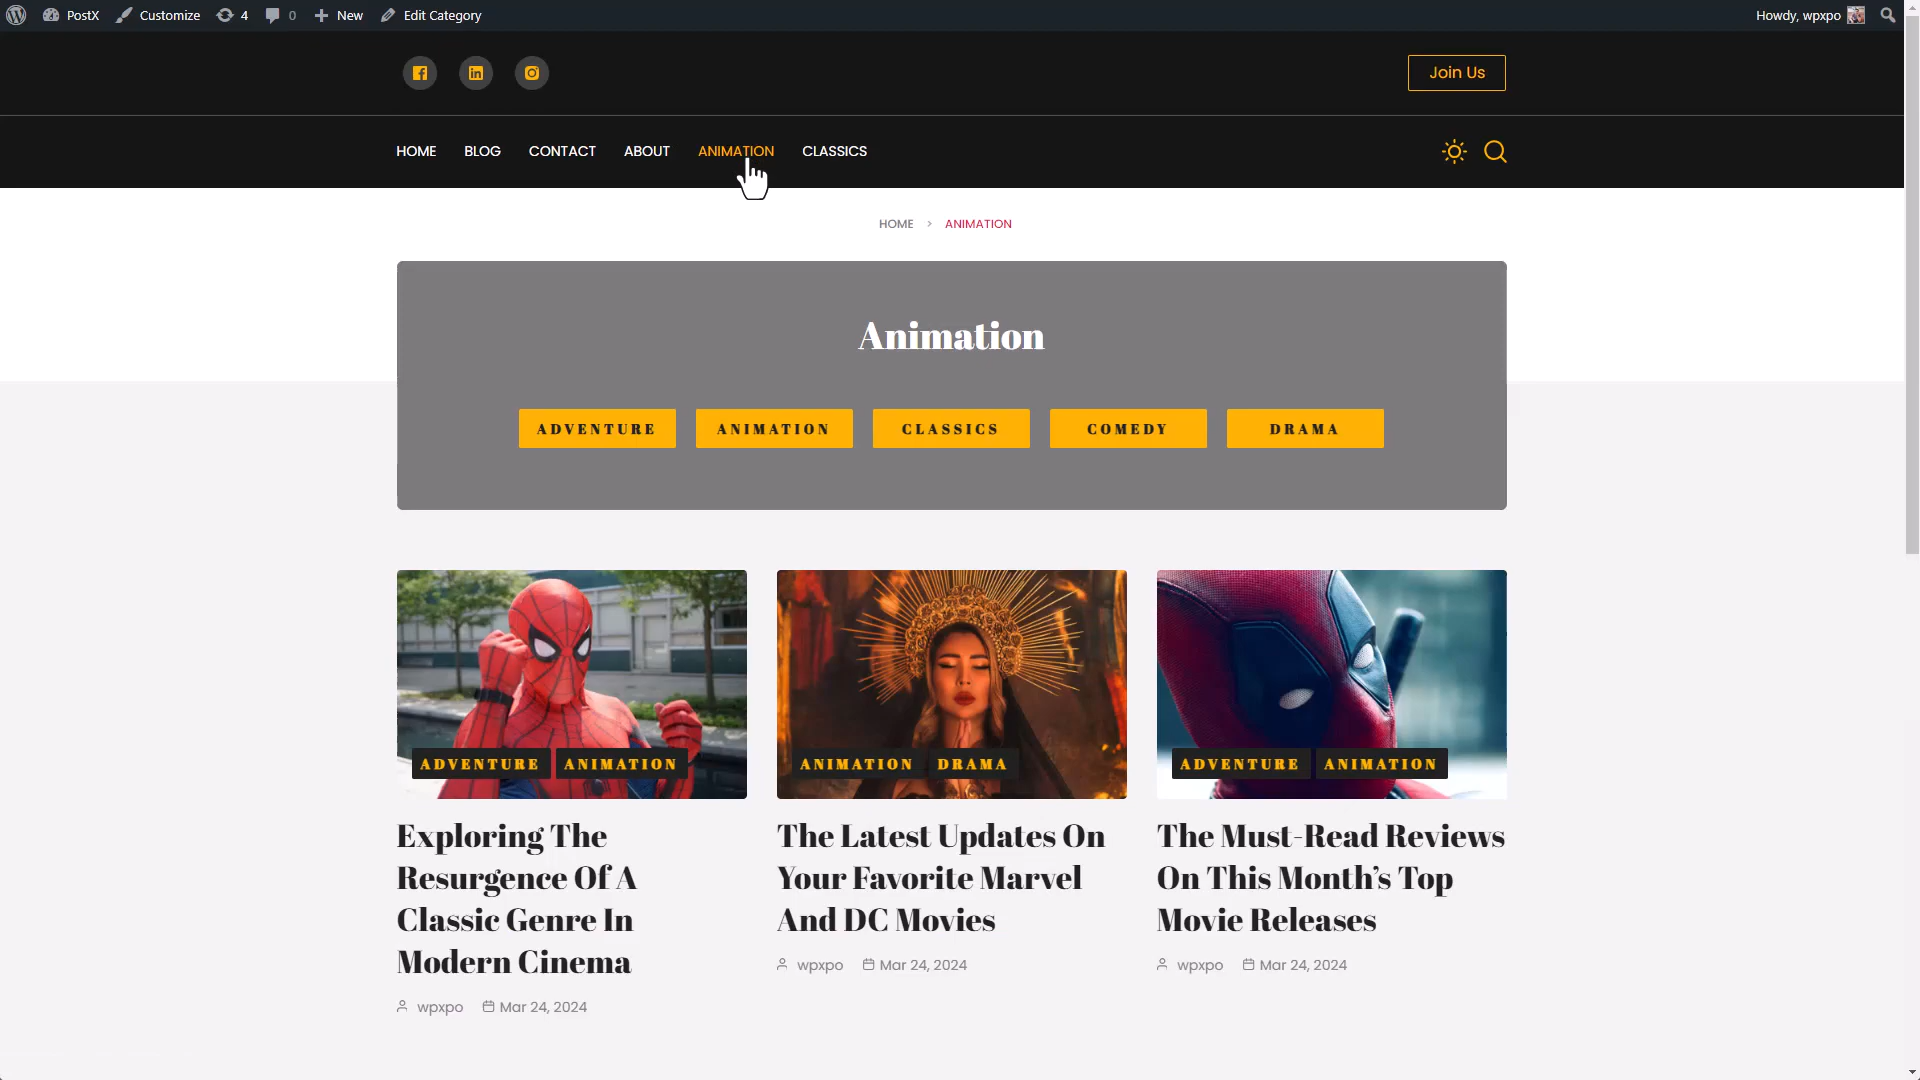 PostX Customize 4 0 New Edit Category Howdy, wpxpo
Join Us
HOME BLOG CONTACT ABOUT ANIMATION CLASSICS
HOME > ANIMATION
Animation
ADVENTURE ANIMATION CLASSICS COMEDY DRAMA
ADVENTURE ANIMATION
Exploring The
Resurgence Of A
Classic Genre In
Modern Cinema
wpxpo Mar 24, 2024
ANIMATION DRAMA
The Latest Updates On
Your Favorite Marvel
And DC Movies
wpxpo Mar 24, 2024
ADVENTURE ANIMATION
The Must-Read Reviews
On This Month’s Top
Movie Releases
wpxpo Mar 24, 2024